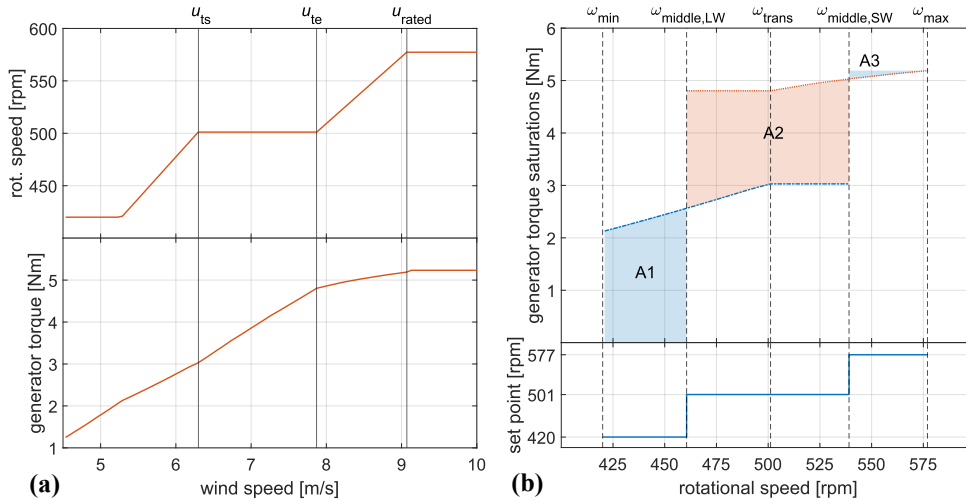 u_ts u_te u_rated
600
550
500
450
rot. speed [rpm]
5
4
3
2
1
generator torque [Nm]
5 6 7 8 9 10
wind speed [m/s]
(a)
ω_min ω_middle,LW ω_trans ω_middle,SW ω_max
6
5
4
3
2
1
generator torque saturations [Nm]
A3
A2
A1
577
501
420
set point [rpm]
425 450 475 500 525 550 575
rotational speed [rpm]
(b)